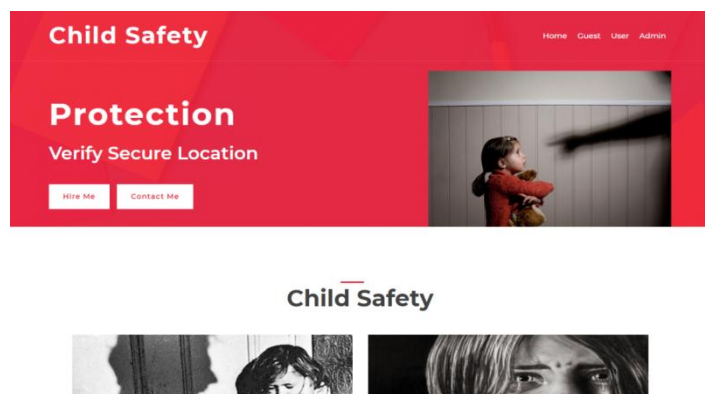 Child Safety
Home Guest User Admin
Protection
Verify Secure Location
Hire Me Contact Me
Child Safety